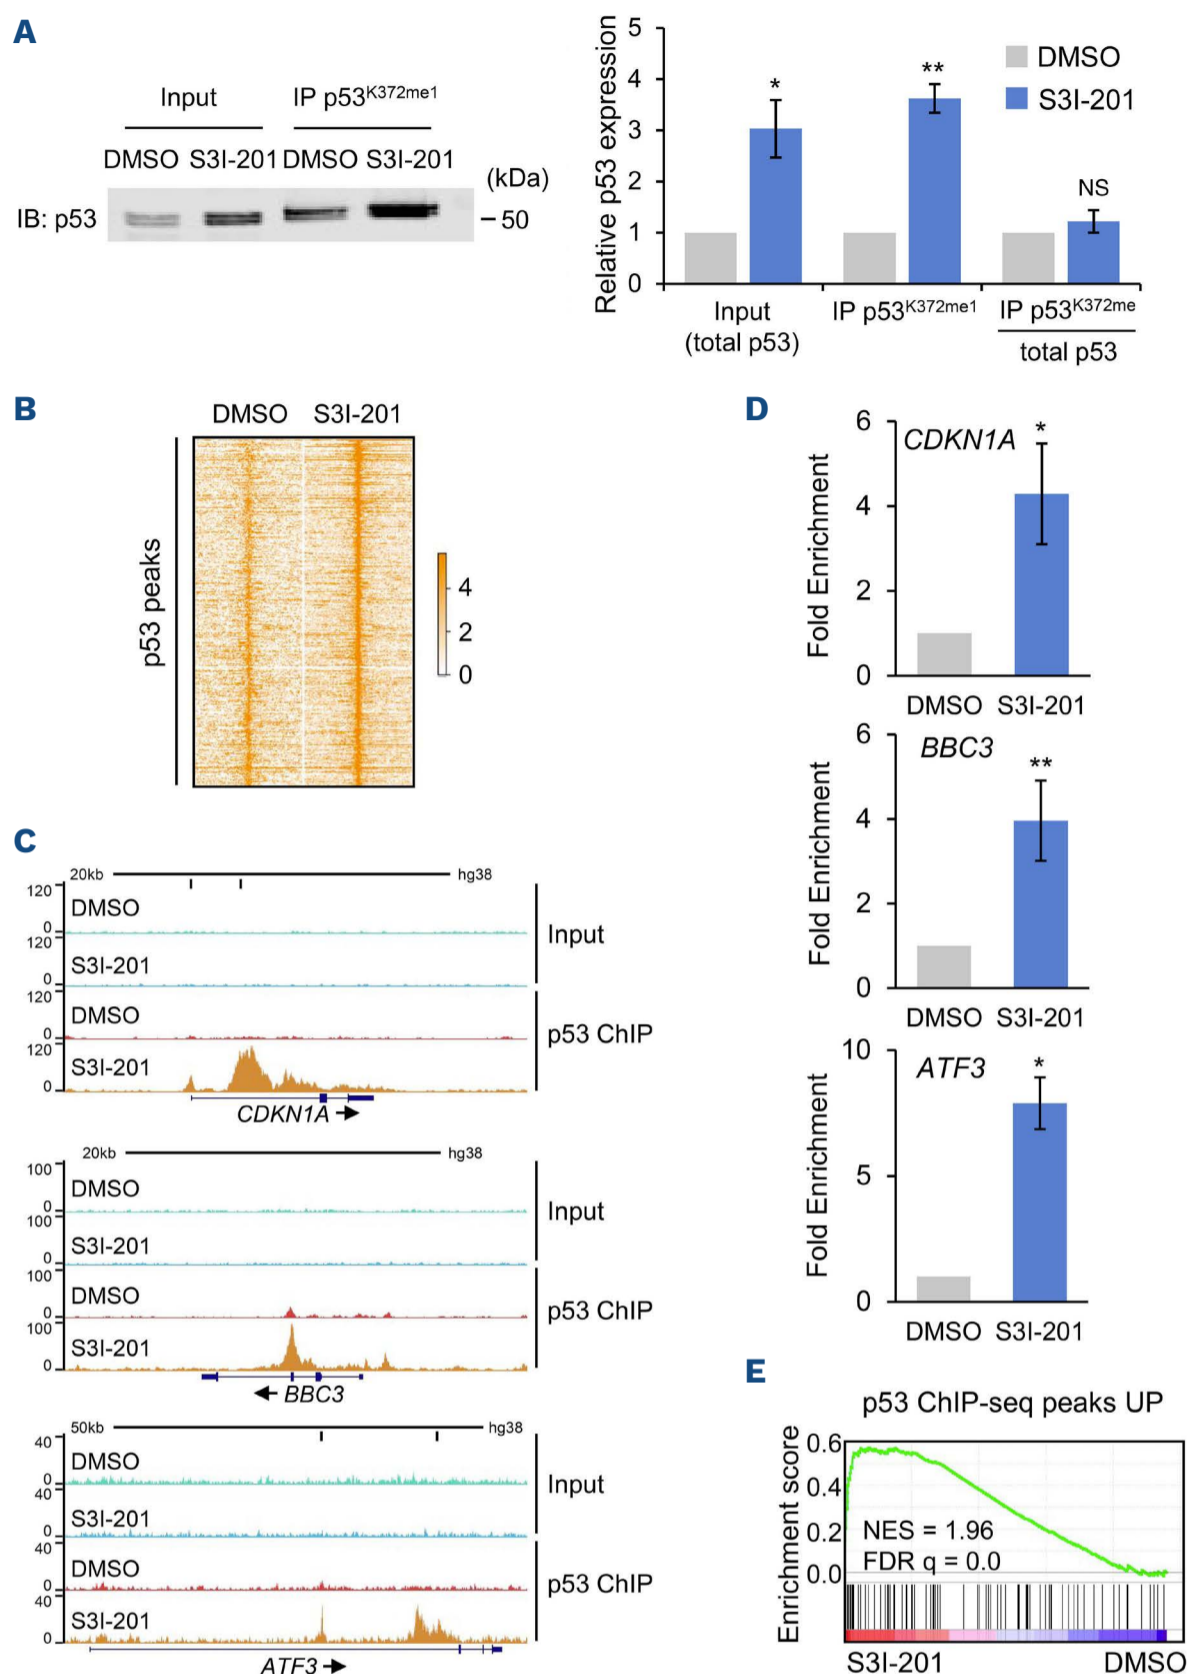 A
Input
IP p53K372me1
DMSO S3I-201 DMSO S3I-201
(kDa)
IB: p53
50
Relative p53 expression
5
4
3
2
1
0
*
**
NS
DMSO
S3I-201
Input
(total p53)
IP p53K372me1
IP p53K372me
total p53
B
DMSO S3I-201
p53 peaks
4
2
0
C
20kb
hg38
120
0
DMSO
120
0
S3I-201
Input
120
0
DMSO
120
0
S3I-201
p53 ChIP
CDKN1A
20kb
hg38
100
0
DMSO
100
0
S3I-201
Input
100
0
DMSO
100
0
S3I-201
p53 ChIP
BBC3
50kb
hg38
40
0
DMSO
40
0
S3I-201
Input
40
0
DMSO
40
0
S3I-201
p53 ChIP
ATF3
D
Fold Enrichment
6
4
2
0
CDKN1A
*
DMSO S3I-201
Fold Enrichment
6
4
2
0
BBC3
**
DMSO S3I-201
Fold Enrichment
10
5
0
ATF3
*
DMSO S3I-201
E
p53 ChIP-seq peaks UP
Enrichment score
0.6
0.4
0.2
0.0
NES = 1.96
FDR q = 0.0
S3I-201
DMSO